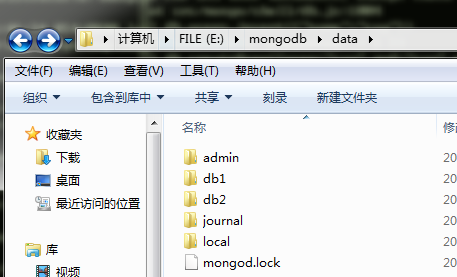 计算机 ▸ FILE (E:) ▸ mongodb ▸ data ▸
文件(F) 编辑(E) 查看(V) 工具(T) 帮助(H)
组织 包含到库中 共享 刻录 新建文件夹
收藏夹
下载
桌面
最近访问的位置
库
视频
名称
admin
db1
db2
journal
local
mongod.lock
修
20
20
20
20
20
20